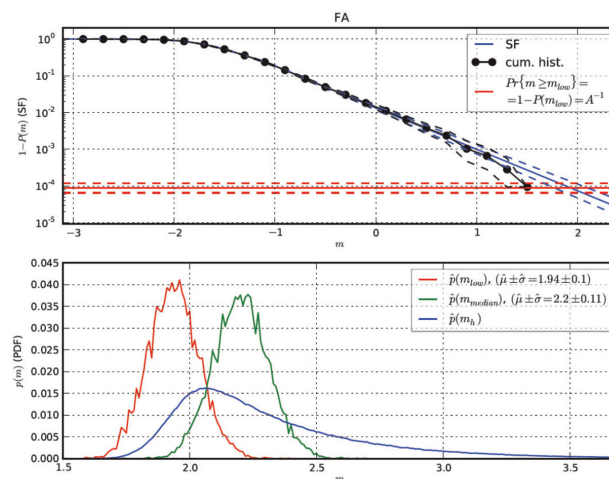 FA
10⁰
10⁻¹
10⁻²
10⁻³
10⁻⁴
10⁻⁵
1−P(m) (SF)
SF
cum. hist.
Pr{m ≥ m_low} =
= 1−P(m_low) = A⁻¹
−3 −2 −1 0 1 2
m
0.045
0.040
0.035
0.030
0.025
0.020
0.015
0.010
0.005
0.000
p(m) (PDF)
p̂(m_low), (μ̂ ± σ̂ = 1.94 ± 0.1)
p̂(m_median), (μ̂ ± σ̂ = 2.2 ± 0.11)
p̂(m_h)
1.5 2.0 2.5 3.0 3.5
m